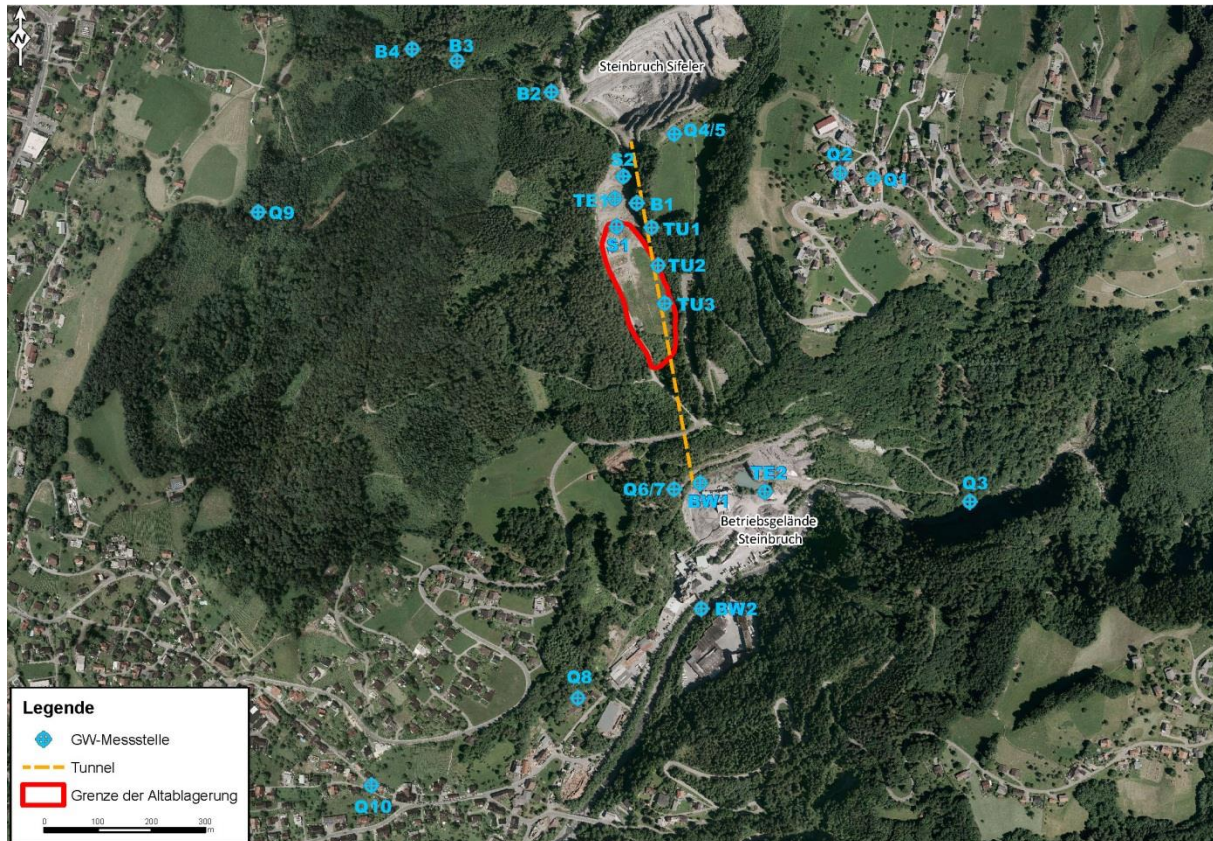 N
Steinbruch Sifeler
B4
B3
B2
Q4/5
S2
Q2
Q1
TE1
B1
Q9
S1
TU1
TU2
TU3
Q6/7
BW1
TE2
Q3
Betriebsgelände
Steinbruch
BW2
Q8
Q10
Legende
GW-Messstelle
Tunnel
Grenze der Altablagerung
0 100 200 300
m